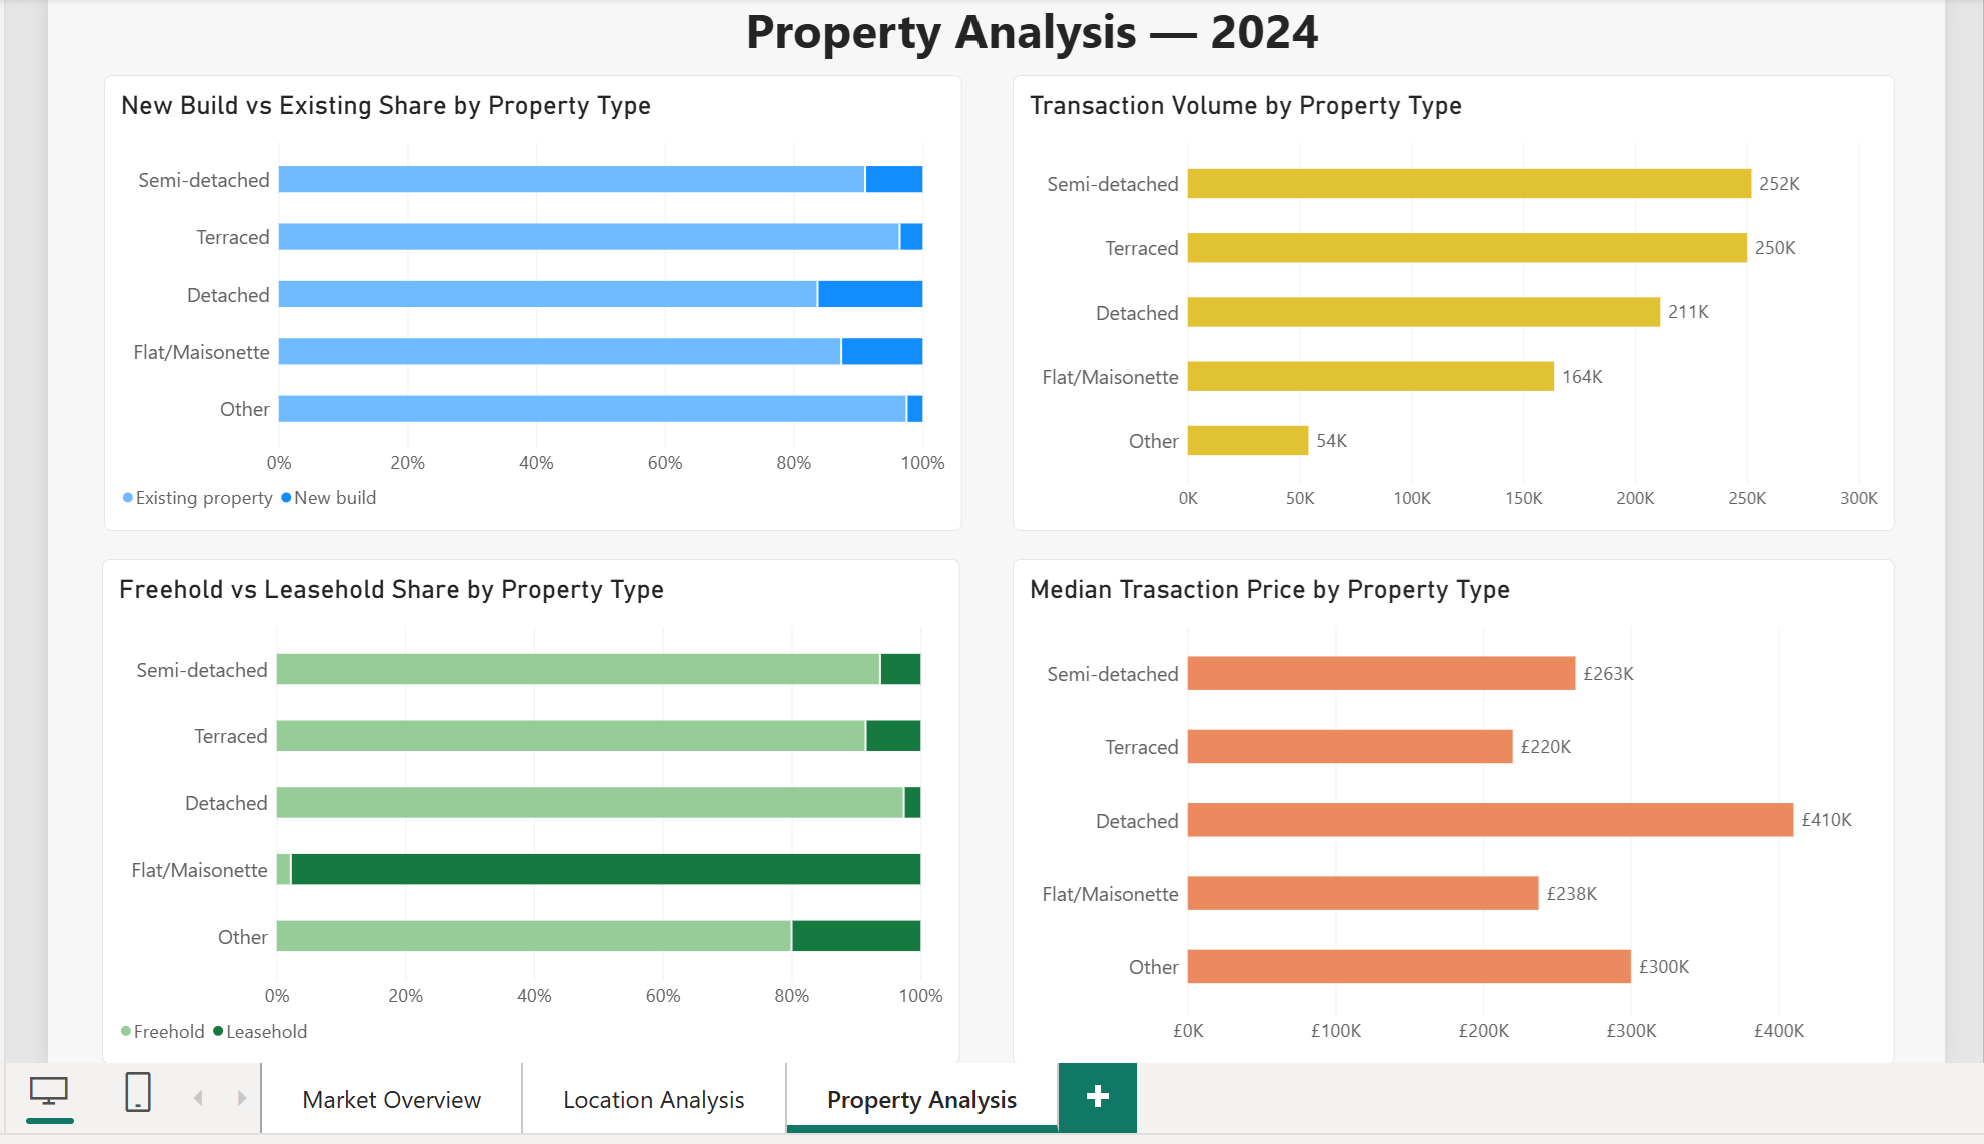 Property Analysis — 2024
New Build vs Existing Share by Property Type
Semi-detached
Terraced
Detached
Flat/Maisonette
Other
0% 20% 40% 60% 80% 100%
Existing property New build
Transaction Volume by Property Type
Semi-detached 252K
Terraced 250K
Detached 211K
Flat/Maisonette 164K
Other 54K
0K 50K 100K 150K 200K 250K 300K
Freehold vs Leasehold Share by Property Type
Semi-detached
Terraced
Detached
Flat/Maisonette
Other
0% 20% 40% 60% 80% 100%
Freehold Leasehold
Median Trasaction Price by Property Type
Semi-detached £263K
Terraced £220K
Detached £410K
Flat/Maisonette £238K
Other £300K
£0K £100K £200K £300K £400K
Market Overview Location Analysis Property Analysis +